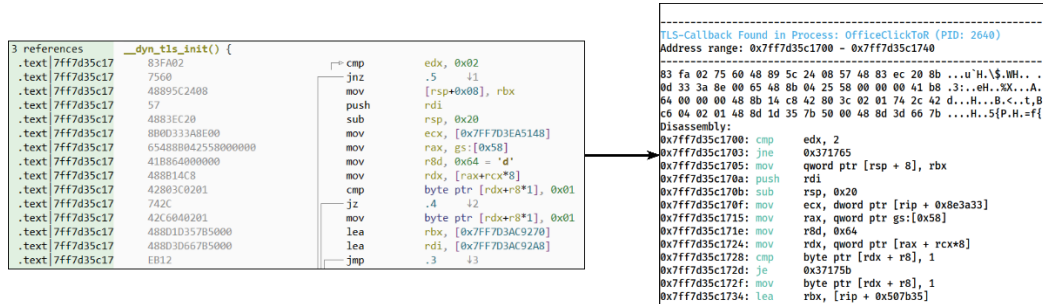 3 references __dyn_tls_init() {
.text 7ff7d35c17 83FA02 cmp edx, 0x02
.text 7ff7d35c17 7560 jnz .5 ↓1
.text 7ff7d35c17 48895C2408 mov [rsp+0x08], rbx
.text 7ff7d35c17 57 push rdi
.text 7ff7d35c17 4883EC20 sub rsp, 0x20
.text 7ff7d35c17 8B0D333A8E00 mov ecx, [0x7FF7D3EA5148]
.text 7ff7d35c17 65488B042558000000 mov rax, gs:[0x58]
.text 7ff7d35c17 41B864000000 mov r8d, 0x64 = 'd'
.text 7ff7d35c17 488B14C8 mov rdx, [rax+rcx*8]
.text 7ff7d35c17 42803C0201 cmp byte ptr [rdx+r8*1], 0x01
.text 7ff7d35c17 742C jz .4 ↓2
.text 7ff7d35c17 42C6040201 mov byte ptr [rdx+r8*1], 0x01
.text 7ff7d35c17 488D1D357B5000 lea rbx, [0x7FF7D3AC9270]
.text 7ff7d35c17 488D3D667B5000 lea rdi, [0x7FF7D3AC92A8]
.text 7ff7d35c17 EB12 jmp .3 ↓3
TLS-Callback Found in Process: OfficeClickToR (PID: 2640)
Address range: 0x7ff7d35c1700 - 0x7ff7d35c1740
83 fa 02 75 60 48 89 5c 24 08 57 48 83 ec 20 8b ...u`H.\$.WH.. .
0d 33 3a 8e 00 65 48 8b 04 25 58 00 00 00 41 b8 .3:..eH..%X...A.
64 00 00 00 48 8b 14 c8 42 80 3c 02 01 74 2c 42 d...H...B.<..t,B
c6 04 02 01 48 8d 1d 35 7b 50 00 48 8d 3d 66 7b ....H..5{P.H.=f{
Disassembly:
0x7ff7d35c1700: cmp edx, 2
0x7ff7d35c1703: jne 0x371765
0x7ff7d35c1705: mov qword ptr [rsp + 8], rbx
0x7ff7d35c170a: push rdi
0x7ff7d35c170b: sub rsp, 0x20
0x7ff7d35c170f: mov ecx, dword ptr [rip + 0x8e3a33]
0x7ff7d35c1715: mov rax, qword ptr gs:[0x58]
0x7ff7d35c171e: mov r8d, 0x64
0x7ff7d35c1724: mov rdx, qword ptr [rax + rcx*8]
0x7ff7d35c1728: cmp byte ptr [rdx + r8], 1
0x7ff7d35c172d: je 0x37175b
0x7ff7d35c172f: mov byte ptr [rdx + r8], 1
0x7ff7d35c1734: lea rbx, [rip + 0x507b35]